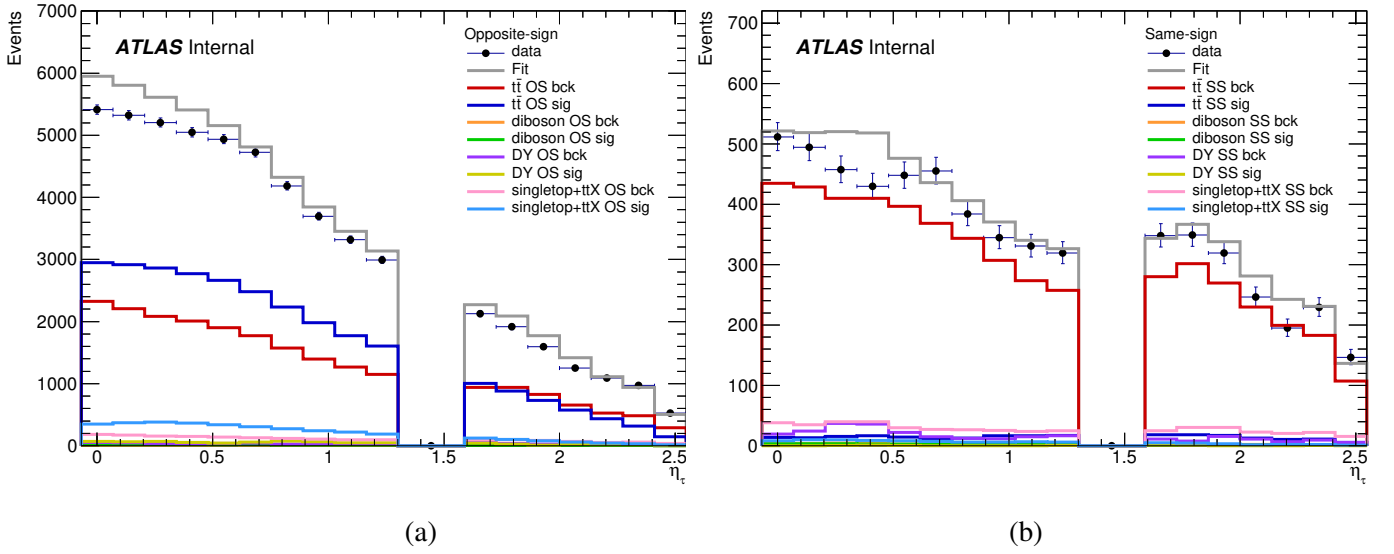 Events
7000
6000
5000
4000
3000
2000
1000
0
ATLAS Internal
Opposite-sign
data
Fit
tt̄ OS bck
tt̄ OS sig
diboson OS bck
diboson OS sig
DY OS bck
DY OS sig
singletop+ttX OS bck
singletop+ttX OS sig
0 0.5 1 1.5 2 2.5
ητ
(a)
Events
700
600
500
400
300
200
100
0
ATLAS Internal
Same-sign
data
Fit
tt̄ SS bck
tt̄ SS sig
diboson SS bck
diboson SS sig
DY SS bck
DY SS sig
singletop+ttX SS bck
singletop+ttX SS sig
0 0.5 1 1.5 2 2.5
ητ
(b)